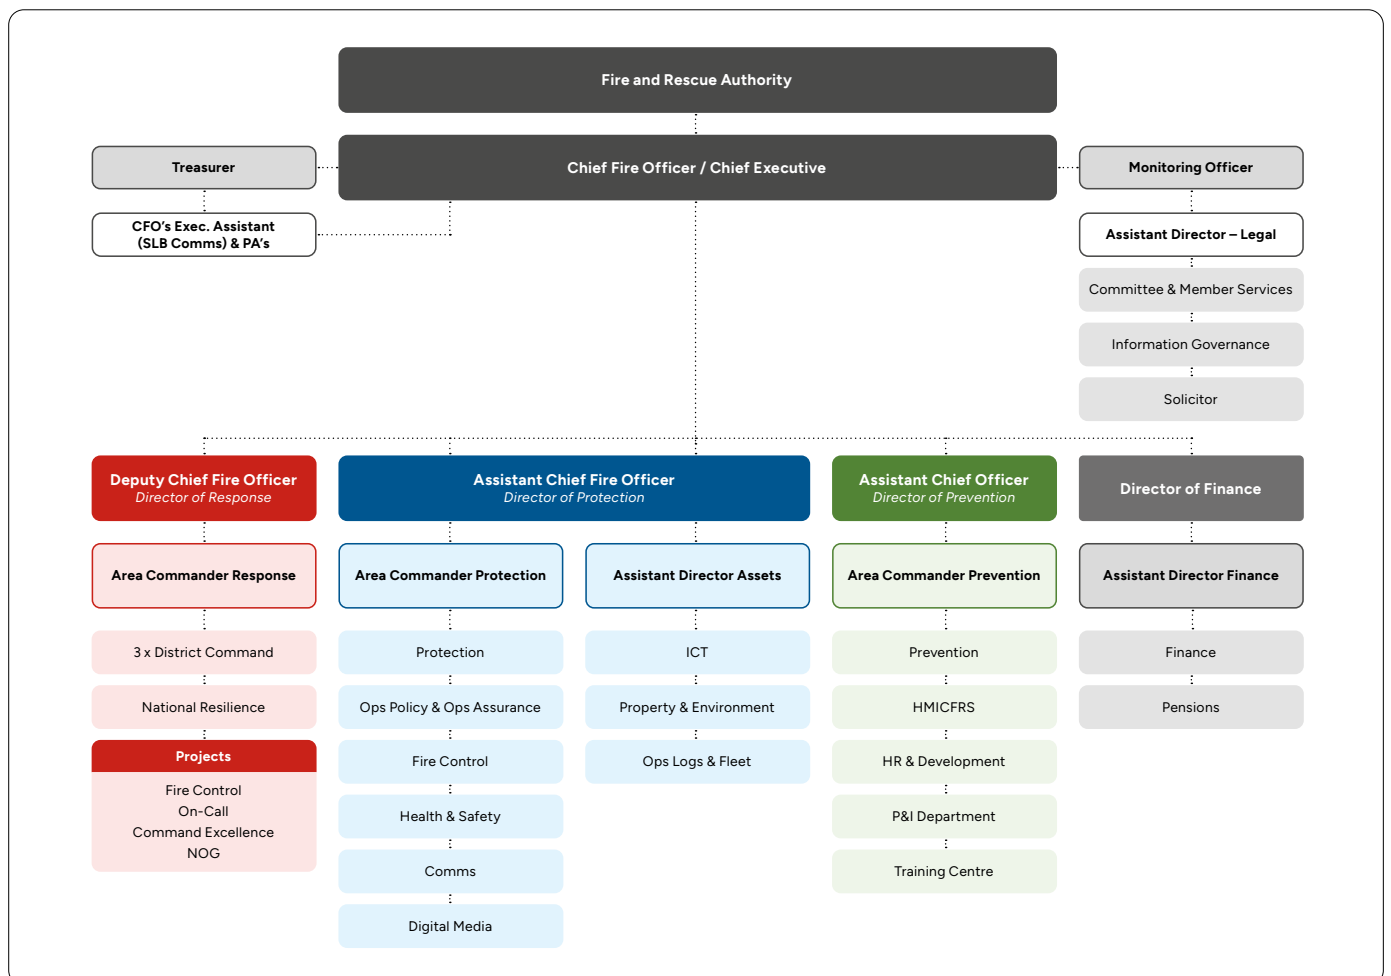 Fire and Rescue Authority
Treasurer
Chief Fire Officer / Chief Executive
Monitoring Officer
CFO's Exec. Assistant
(SLB Comms) & PA's
Assistant Director – Legal
Committee & Member Services
Information Governance
Solicitor
Deputy Chief Fire Officer
Director of Response
Assistant Chief Fire Officer
Director of Protection
Assistant Chief Officer
Director of Prevention
Director of Finance
Area Commander Response
Area Commander Protection
Assistant Director Assets
Area Commander Prevention
Assistant Director Finance
3 x District Command
National Resilience
Projects
Fire Control
On-Call
Command Excellence
NOG
Protection
Ops Policy & Ops Assurance
Fire Control
Health & Safety
Comms
Digital Media
ICT
Property & Environment
Ops Logs & Fleet
Prevention
HMICFRS
HR & Development
P&I Department
Training Centre
Finance
Pensions